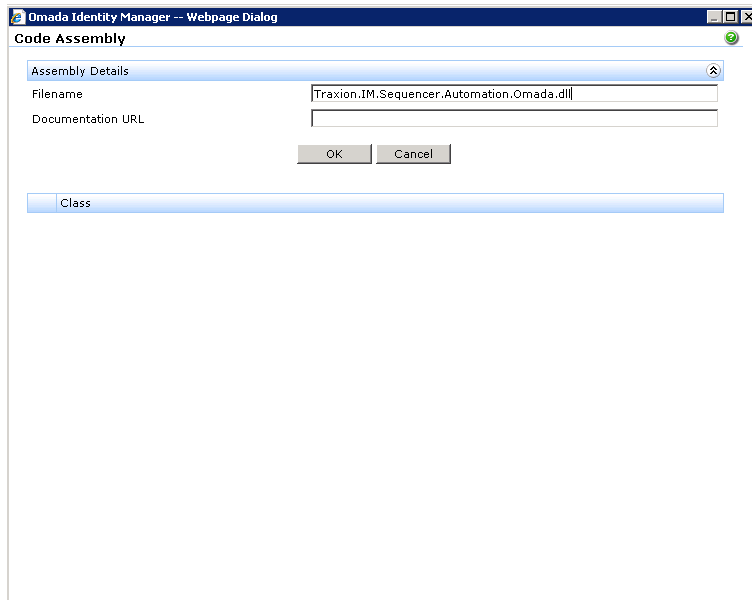 Omada Identity Manager -- Webpage Dialog
Code Assembly
Assembly Details
Filename
Traxion.IM.Sequencer.Automation.Omada.dll
Documentation URL
OK
Cancel
Class